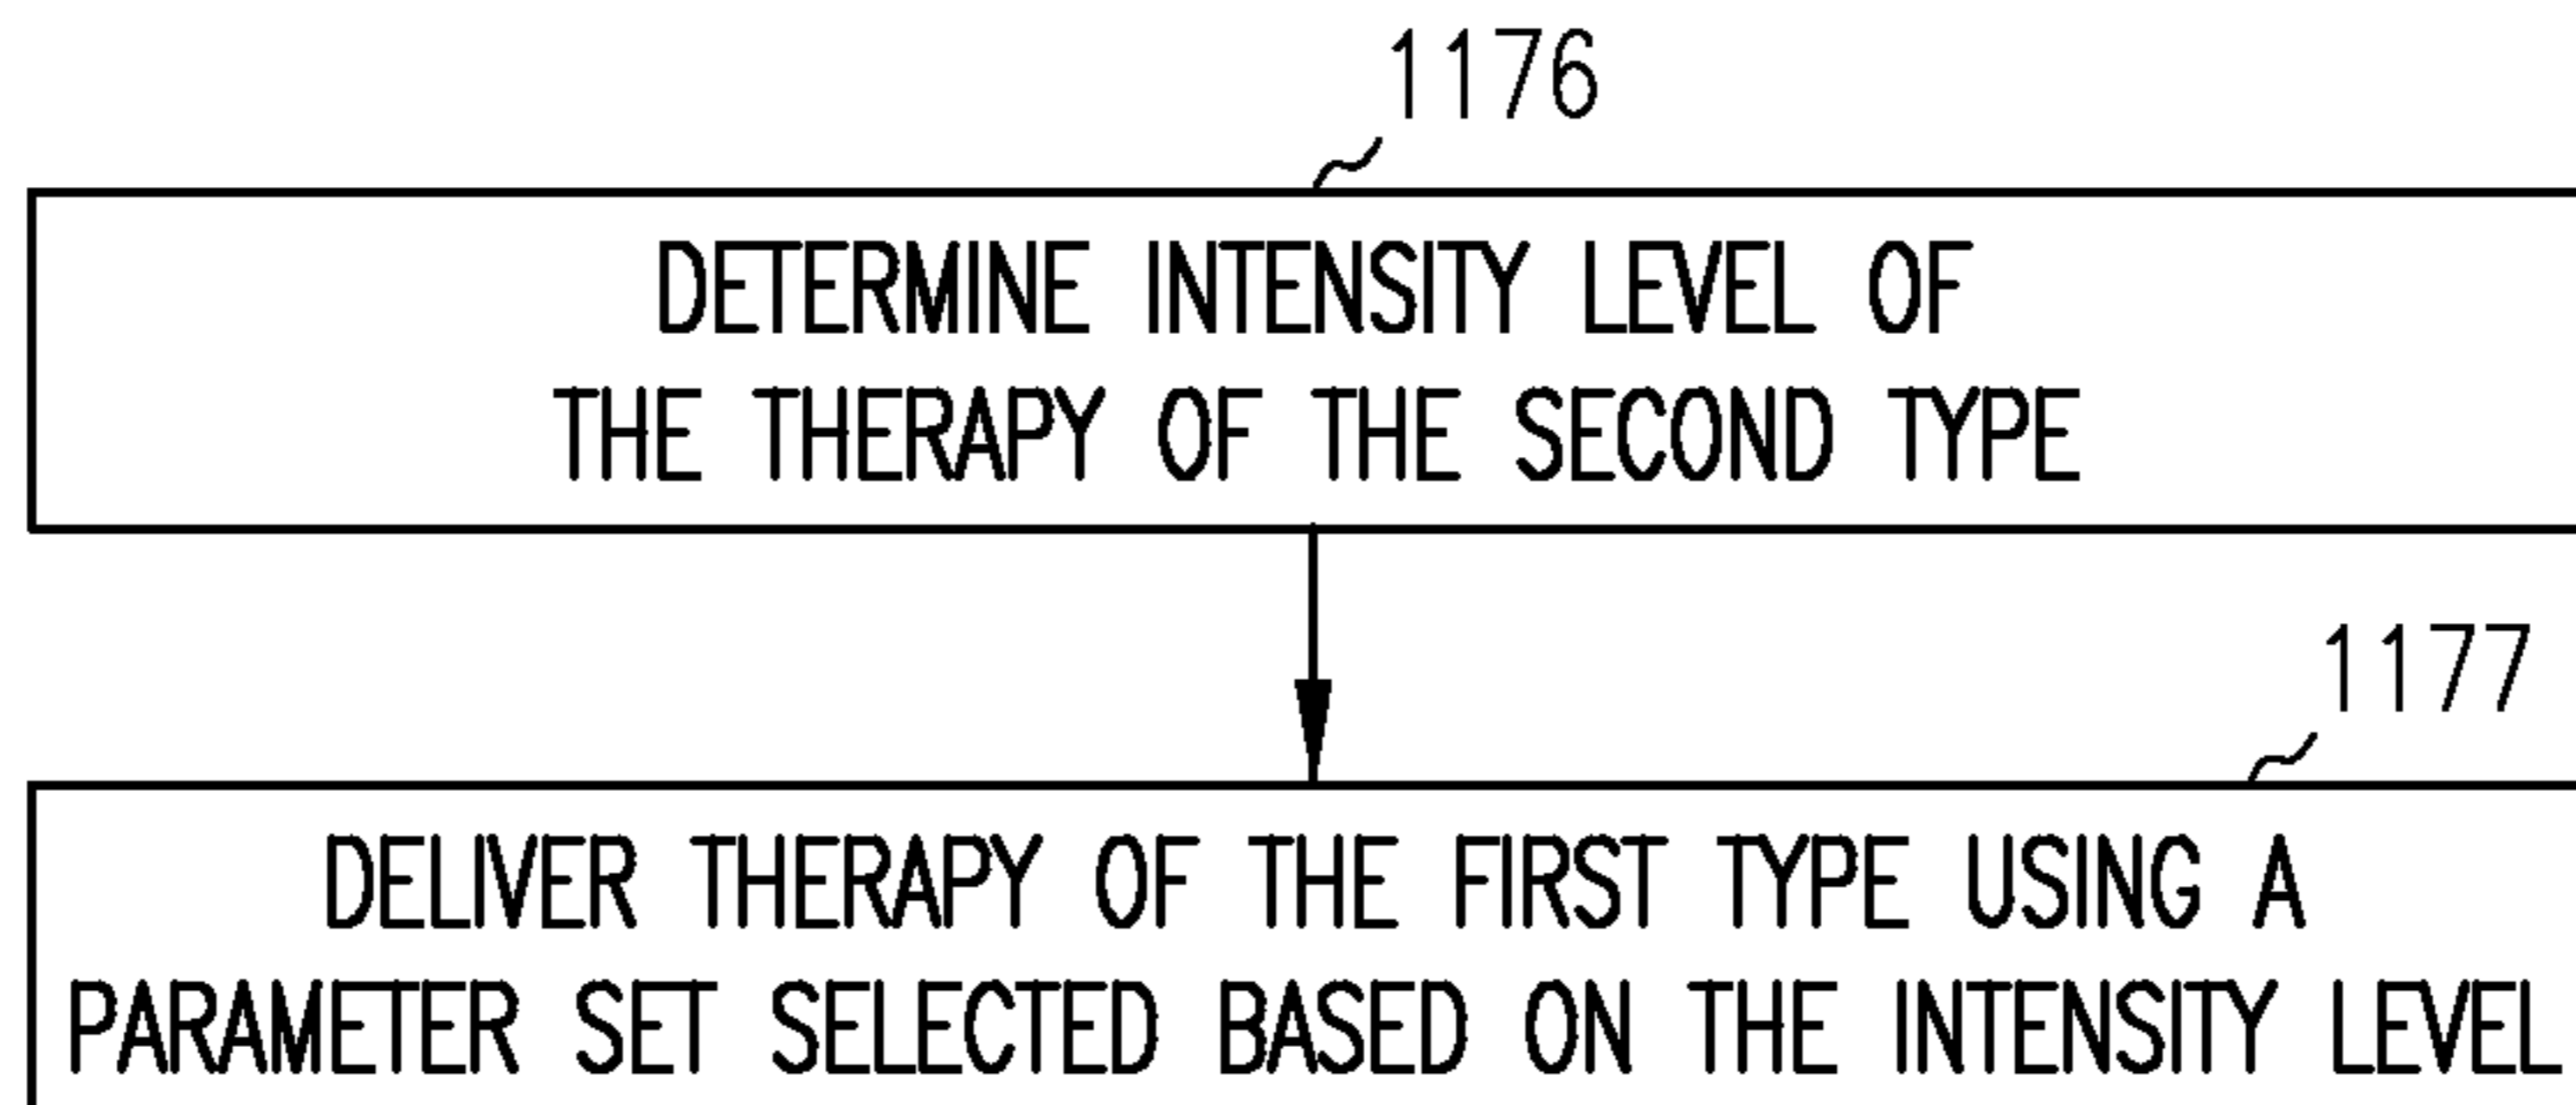 1176
DETERMINE INTENSITY LEVEL OF
THE THERAPY OF THE SECOND TYPE
1177
DELIVER THERAPY OF THE FIRST TYPE USING A
PARAMETER SET SELECTED BASED ON THE INTENSITY LEVEL